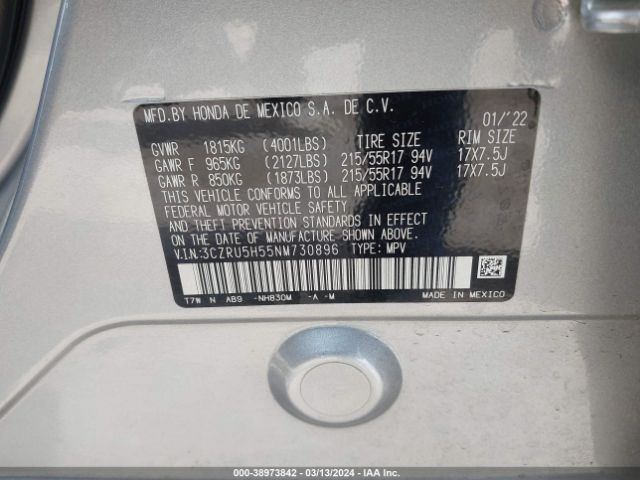 MFD.BY HONDA DE MEXICO S.A. DE C.V. 01/'22
GVWR 1815KG (4001LBS) TIRE SIZE RIM SIZE
GAWR F 965KG (2127LBS) 215/55R17 94V 17X7.5J
GAWR R 850KG (1873LBS) 215/55R17 94V 17X7.5J
THIS VEHICLE CONFORMS TO ALL APPLICABLE
FEDERAL MOTOR VEHICLE SAFETY
AND THEFT PREVENTION STANDARDS IN EFFECT
ON THE DATE OF MANUFACTURE SHOWN ABOVE.
V.I.N:3CZRU5H55NM730896 TYPE: MPV
T7W N AB9 -NH830M -A -M MADE IN MEXICO
000-38973842 - 03/13/2024 - IAA Holdings, LLC